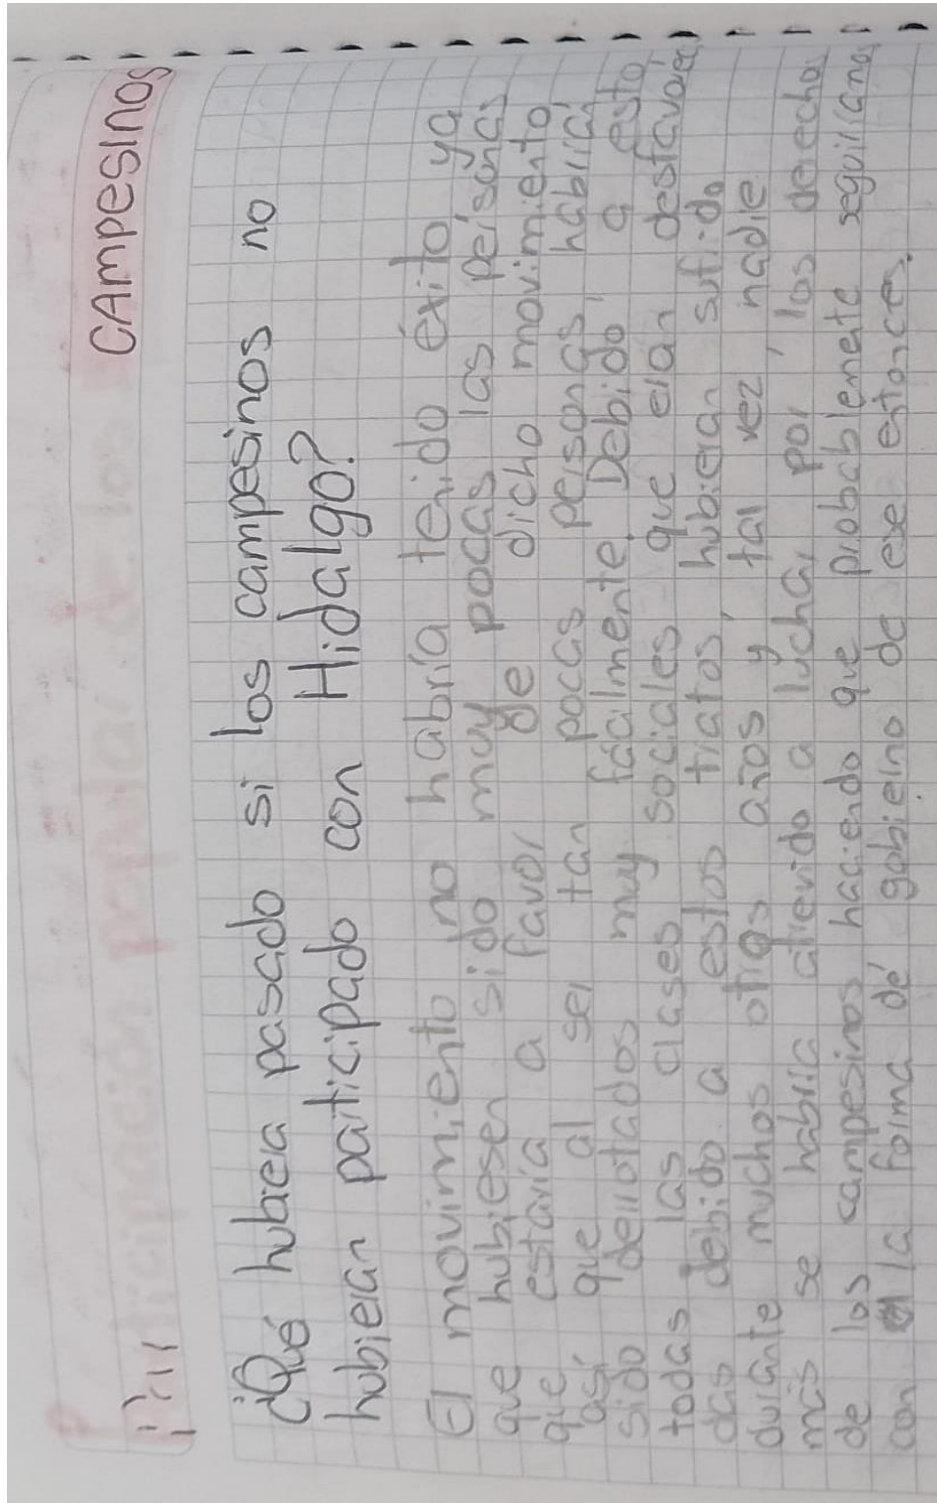 CAMPESINOS
¿Qué hubiera pasado si los campesinos no
hubieran participado con Hidalgo?
El movimiento no habría tenido éxito ya
que hubiesen sido muy pocas las personas
que estaría a favor de dicho movimiento
así que al ser tan pocas personas, habría
sido derrotados muy fácilmente. Debido a esto
todas las clases sociales que eran desfavoreci
das debido a estos tratos, hubieran sufrido
durante muchos otros años y, tal vez nadie
más se habría atrevido a luchar por, los derechos
de los campesinos haciendo que probablemente seguiríamos
con la forma de gobierno de ese entonces.